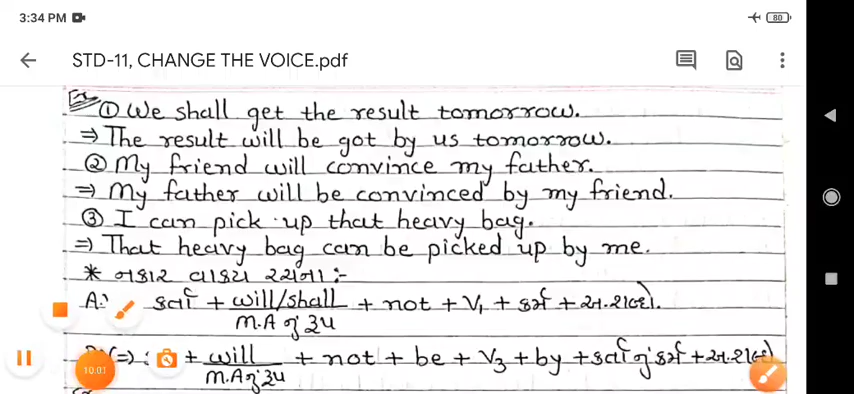 3:34 PM
80
STD-11, CHANGE THE VOICE.pdf
Ex
① We shall get the result tomorrow.
⇒ The result will be got by us tomorrow.
② My friend will convince my father.
⇒ My father will be convinced by my friend.
③ I can pick up that heavy bag.
⇒ That heavy bag can be picked up by me.
* નકાર વાક્ય રચના :-
A. કર્તા + will/shall + not + V₁ + કર્મ + અ.શબ્દો.
M.A નું રૂપ
+ will + not + be + V₃ + by + કર્તાનું કર્મ + અ.શબ્દો
M.A નું રૂપ
10:01